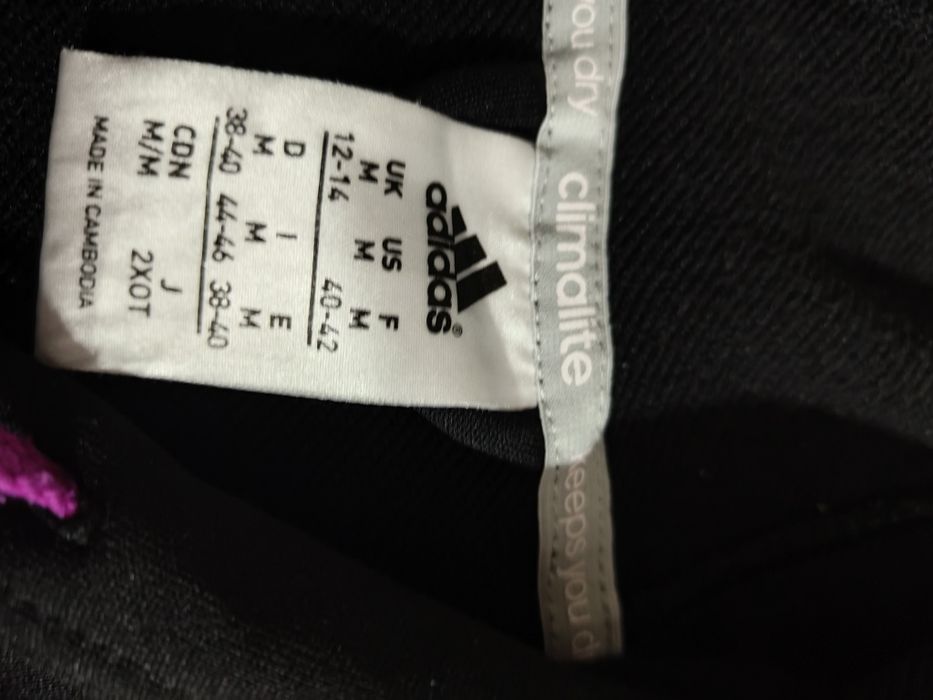 you dry climalite keeps you d
adidas®
UK US F
M M M
12-14 40-42
D I E
M M M
38-40 44-46 38-40
CDN J
M/M 2XOT
MADE IN CAMBODIA